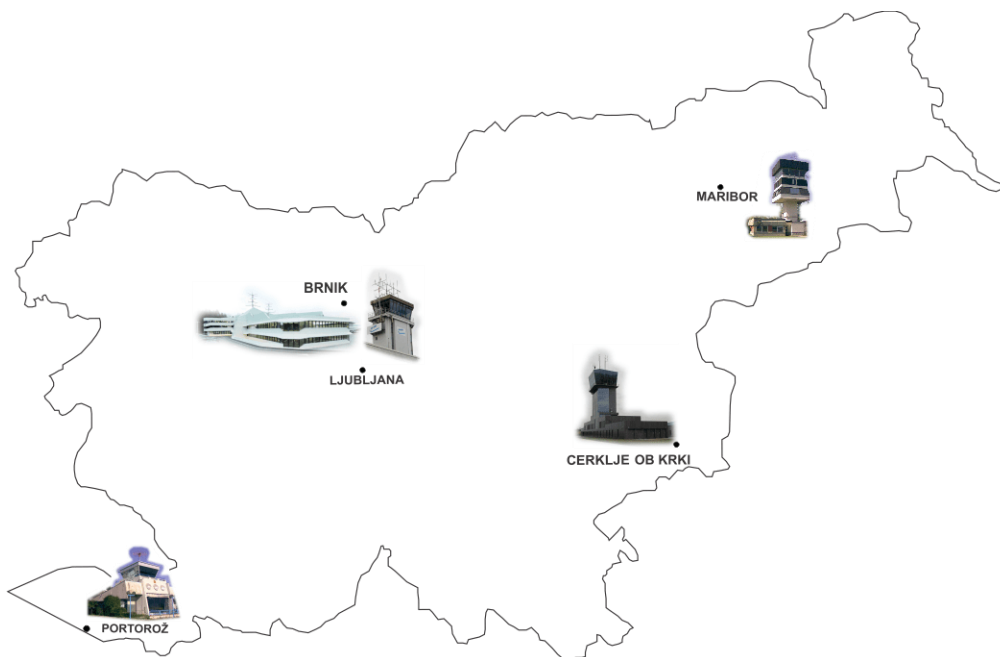 MARIBOR
BRNIK
LJUBLJANA
CERKLJE OB KRKI
PORTOROŽ